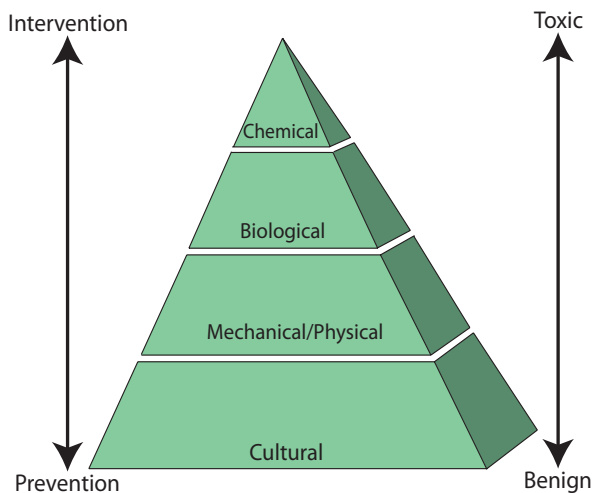 Intervention
Toxic
Chemical
Biological
Mechanical/Physical
Cultural
Prevention
Benign